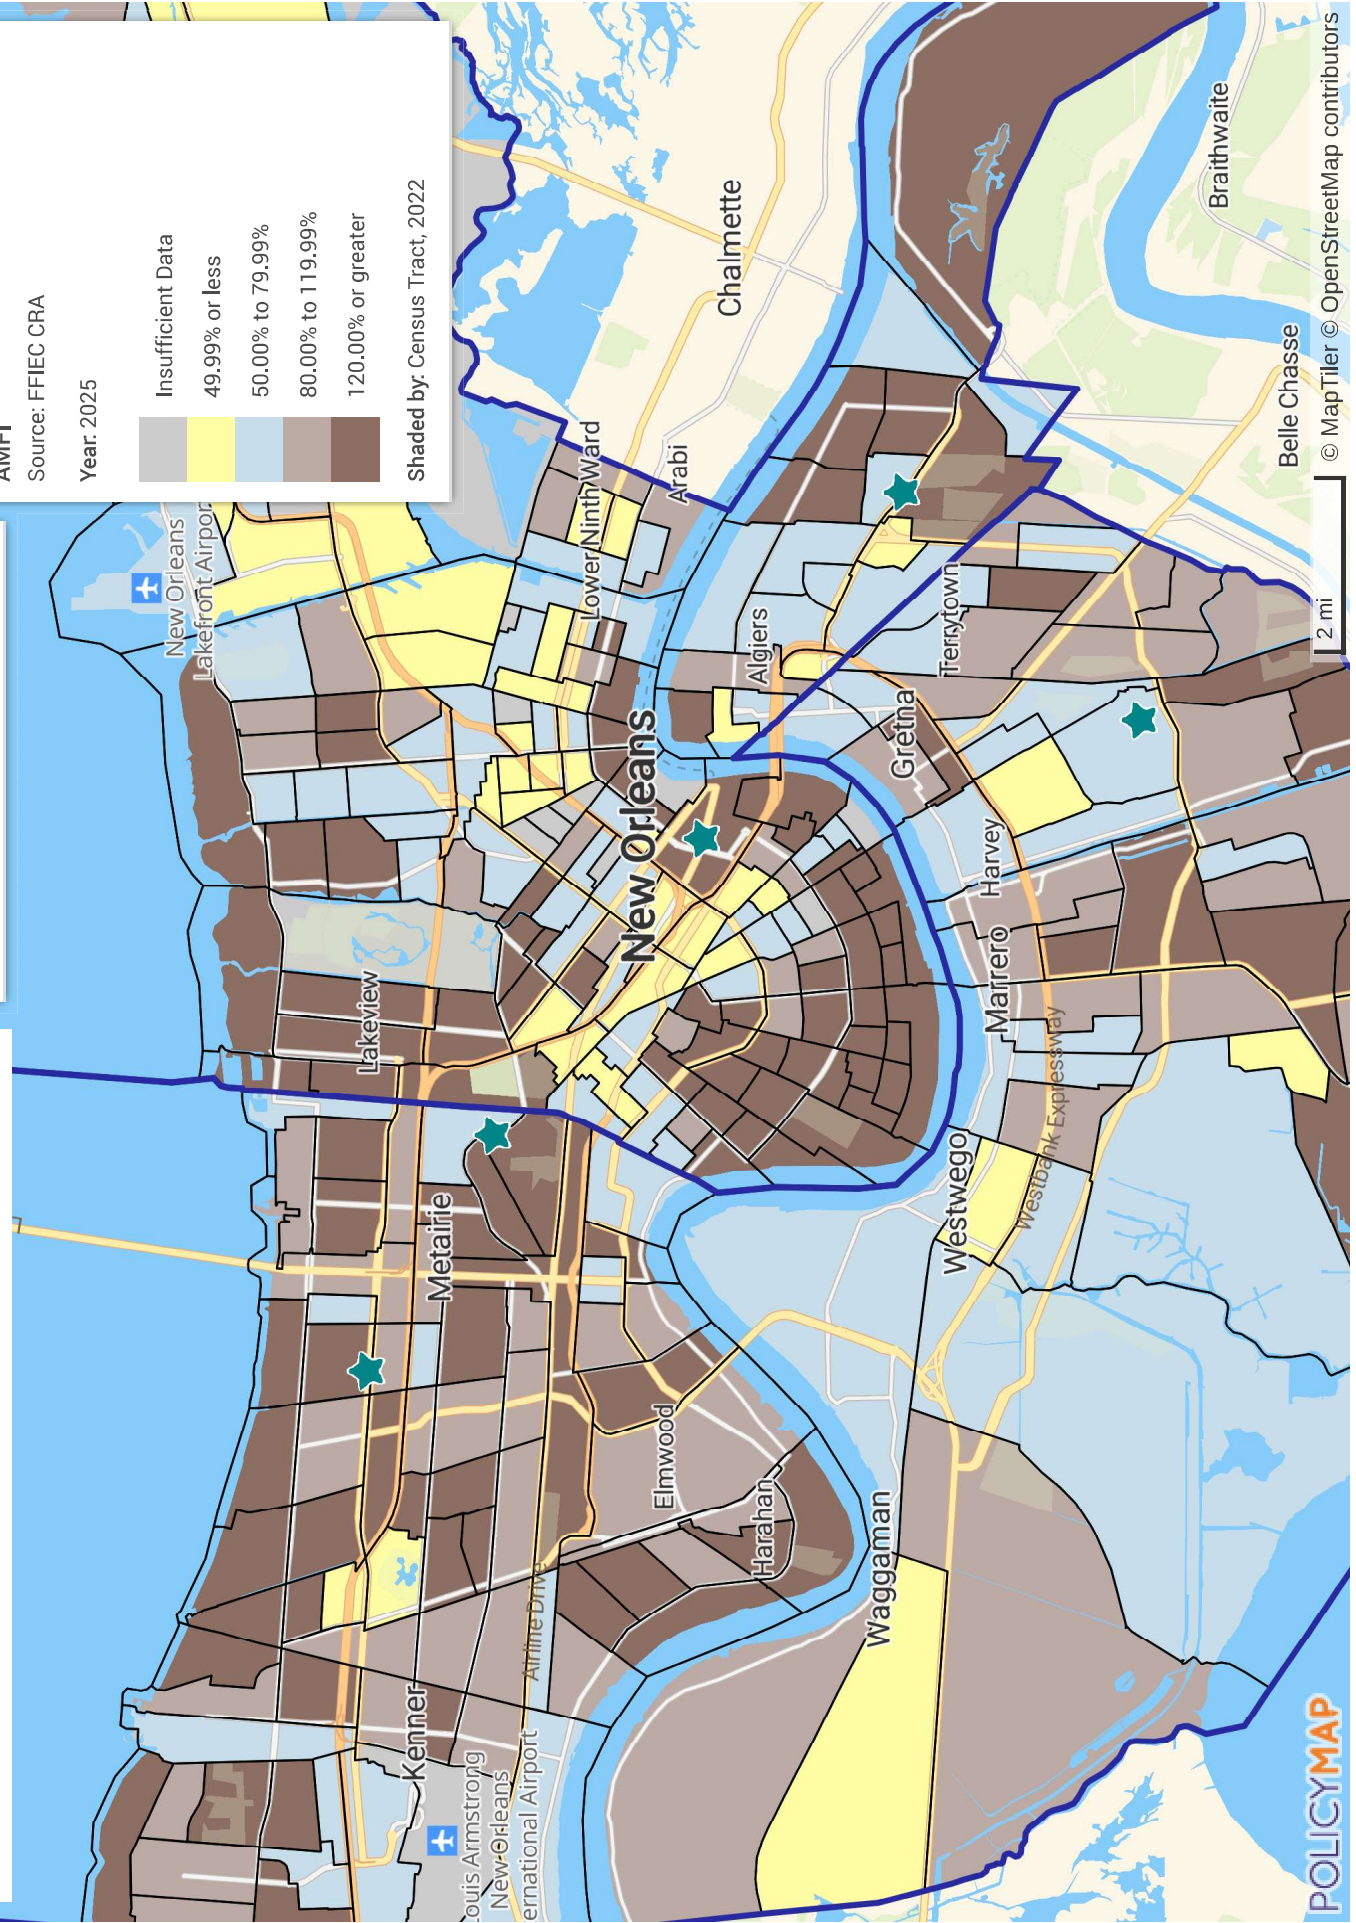 AMFI
Source: FFIEC CRA
Year: 2025
Insufficient Data
49.99% or less
50.00% to 79.99%
80.00% to 119.99%
120.00% or greater
Shaded by: Census Tract, 2022
New Orleans
Lakefront Airpor
Lower Ninth Ward
Arabi
Chalmette
Braithwaite
Belle Chasse
Algiers
Terrytown
Gretna
New Orleans
Lakeview
Harvey
Marrero
Westbank Expressway
Westwego
Metairie
Elmwood
Harahan
Waggaman
Airline Drive
Kenner
ouis Armstrong
New Orleans
ernational Airport
2 mi
© MapTiler © OpenStreetMap contributors
POLICYMAP